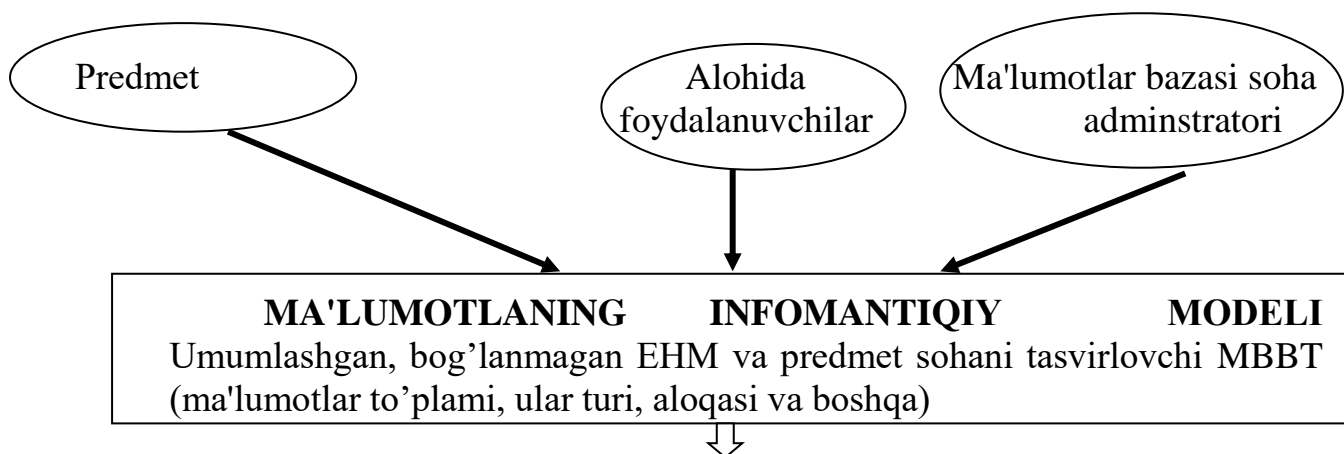 Predmet
Alohida
foydalanuvchilar
Ma'lumotlar bazasi soha
adminstratori
MA'LUMOTLANING INFOMANTIQIY MODELI
Umumlashgan, bog’lanmagan EHM va predmet sohani tasvirlovchi MBBT
(ma'lumotlar to’plami, ular turi, aloqasi va boshqa)